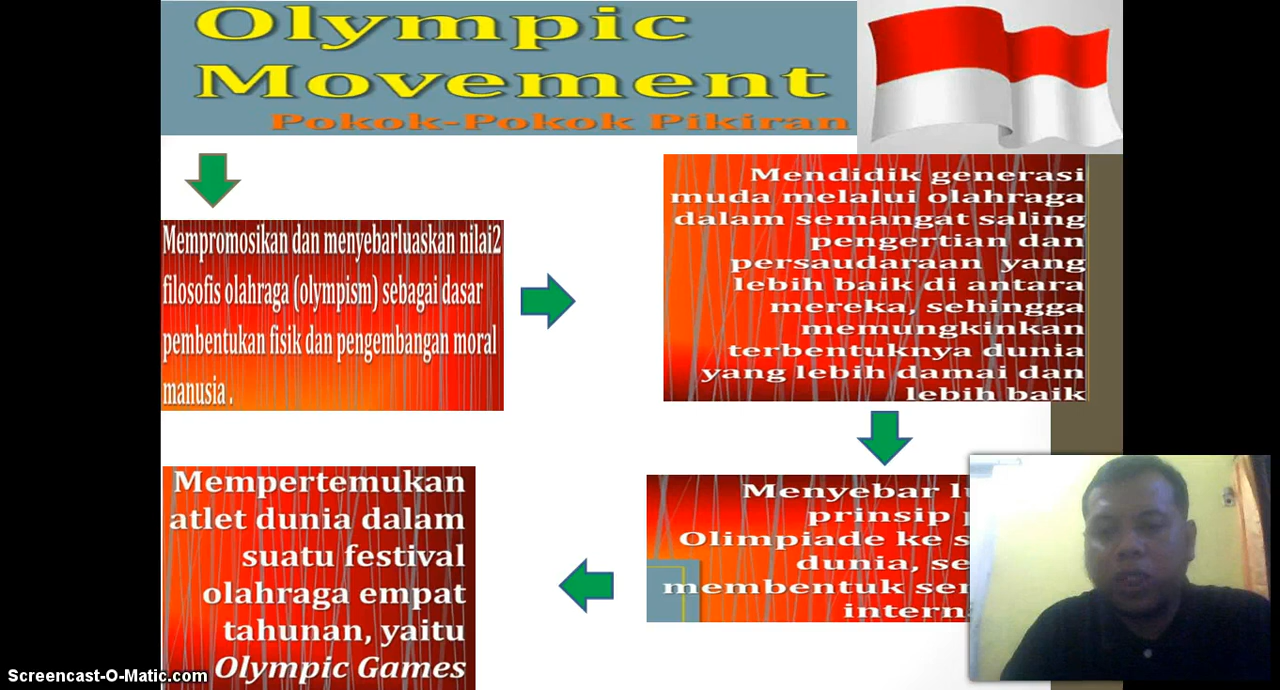 Olympic
Movement
Pokok-Pokok Pikiran
Mempromosikan dan menyebarluaskan nilai2
filosofis olahraga (olympism) sebagai dasar
pembentukan fisik dan pengembangan moral
manusia .
Mendidik generasi
muda melalui olahraga
dalam semangat saling
pengertian dan
persaudaraan yang
lebih baik di antara
mereka, sehingga
memungkinkan
terbentuknya dunia
yang lebih damai dan
lebih baik
Menyebar
prinsip
Olimpiade ke
dunia,
membentuk
Mempertemukan
atlet dunia dalam
suatu festival
olahraga empat
tahunan, yaitu
Olympic Games
Screencast-O-Matic.com